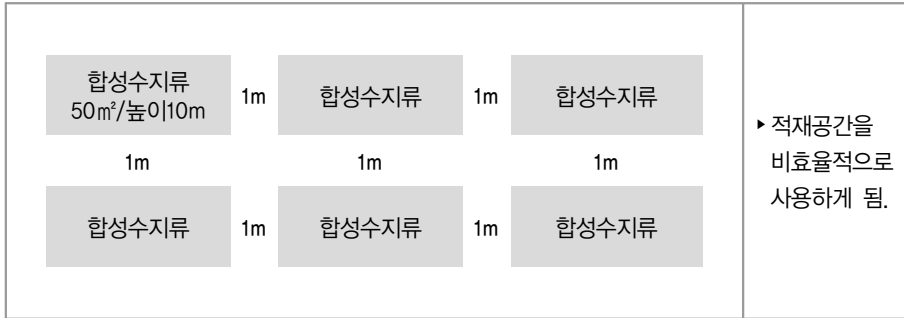 합성수지류
50㎡/높이10m
1m
합성수지류
1m
합성수지류
1m
1m
1m
합성수지류
1m
합성수지류
1m
합성수지류
▶ 적재공간을
비효율적으로
사용하게 됨.